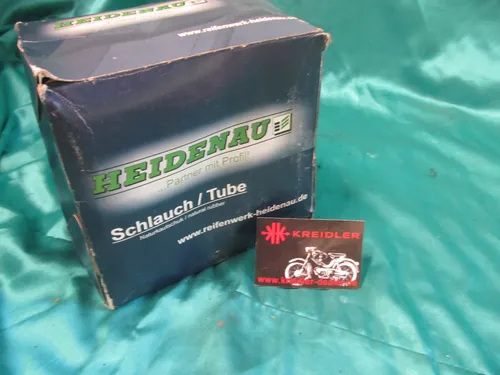 HEIDENAU
www.reifenwerk-heidenau.de
HEIDENAU
...Partner mit Profil!
Schlauch / Tube
Naturkautschuk / natural rubber
www.reifenwerk-heidenau.de
KREIDLER